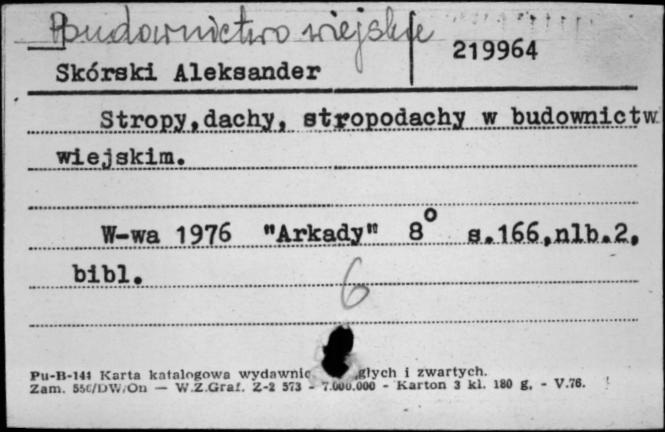 Budownictwo wiejskie
219964
Skórski Aleksander
Stropy,dachy, stropodachy w budownictw
wiejskim.
W-wa 1976 "Arkady" 8° s.166,nlb.2,
bibl.
6
Pu-B-141 Karta katalogowa wydawnic głych i zwartych.
Zam. 556/DW/On — W.Z.Graf. Z-2 573 - 7.000.000 - Karton 3 kl. 180 g. - V.76.